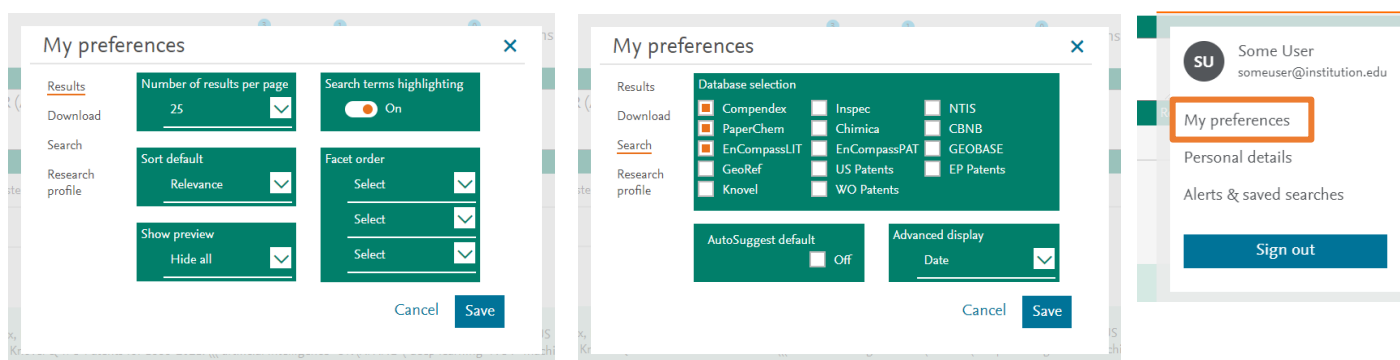 My preferences
Results
Download
Search
Research
profile
Number of results per page
25
Search terms highlighting
On
Sort default
Relevance
Facet order
Select
Select
Select
Show preview
Hide all
Cancel
Save
My preferences
Results
Download
Search
Research
profile
Database selection
Compendex
Inspec
NTIS
PaperChem
Chimica
CBNB
EnCompassLIT
EnCompassPAT
GEOBASE
GeoRef
US Patents
EP Patents
Knovel
WO Patents
AutoSuggest default
Off
Advanced display
Date
Cancel
Save
SU
Some User
someuser@institution.edu
My preferences
Personal details
Alerts & saved searches
Sign out